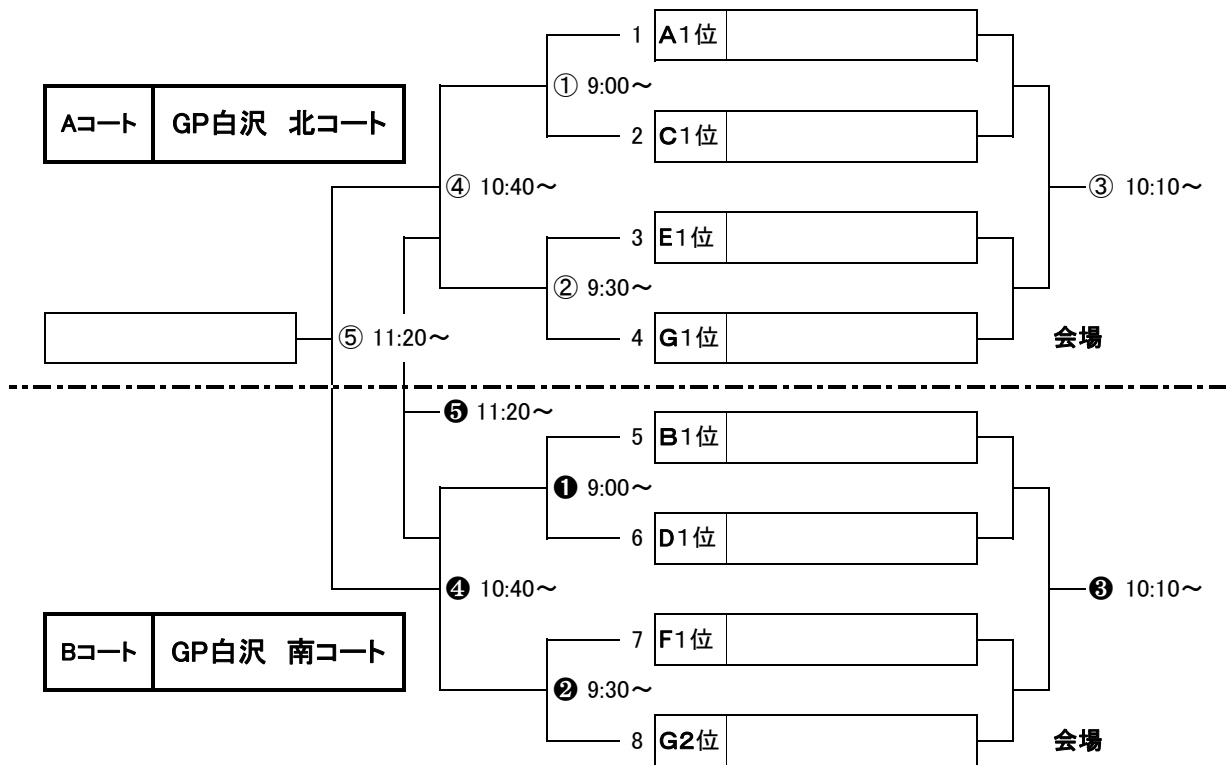 1 A1位
① 9:00～
Aコート GP白沢 北コート
2 C1位
④ 10:40～
③ 10:10～
3 E1位
② 9:30～
⑤ 11:20～
4 G1位
会場
❺ 11:20～
5 B1位
❶ 9:00～
6 D1位
❹ 10:40～
❸ 10:10～
7 F1位
Bコート GP白沢 南コート
❷ 9:30～
8 G2位
会場